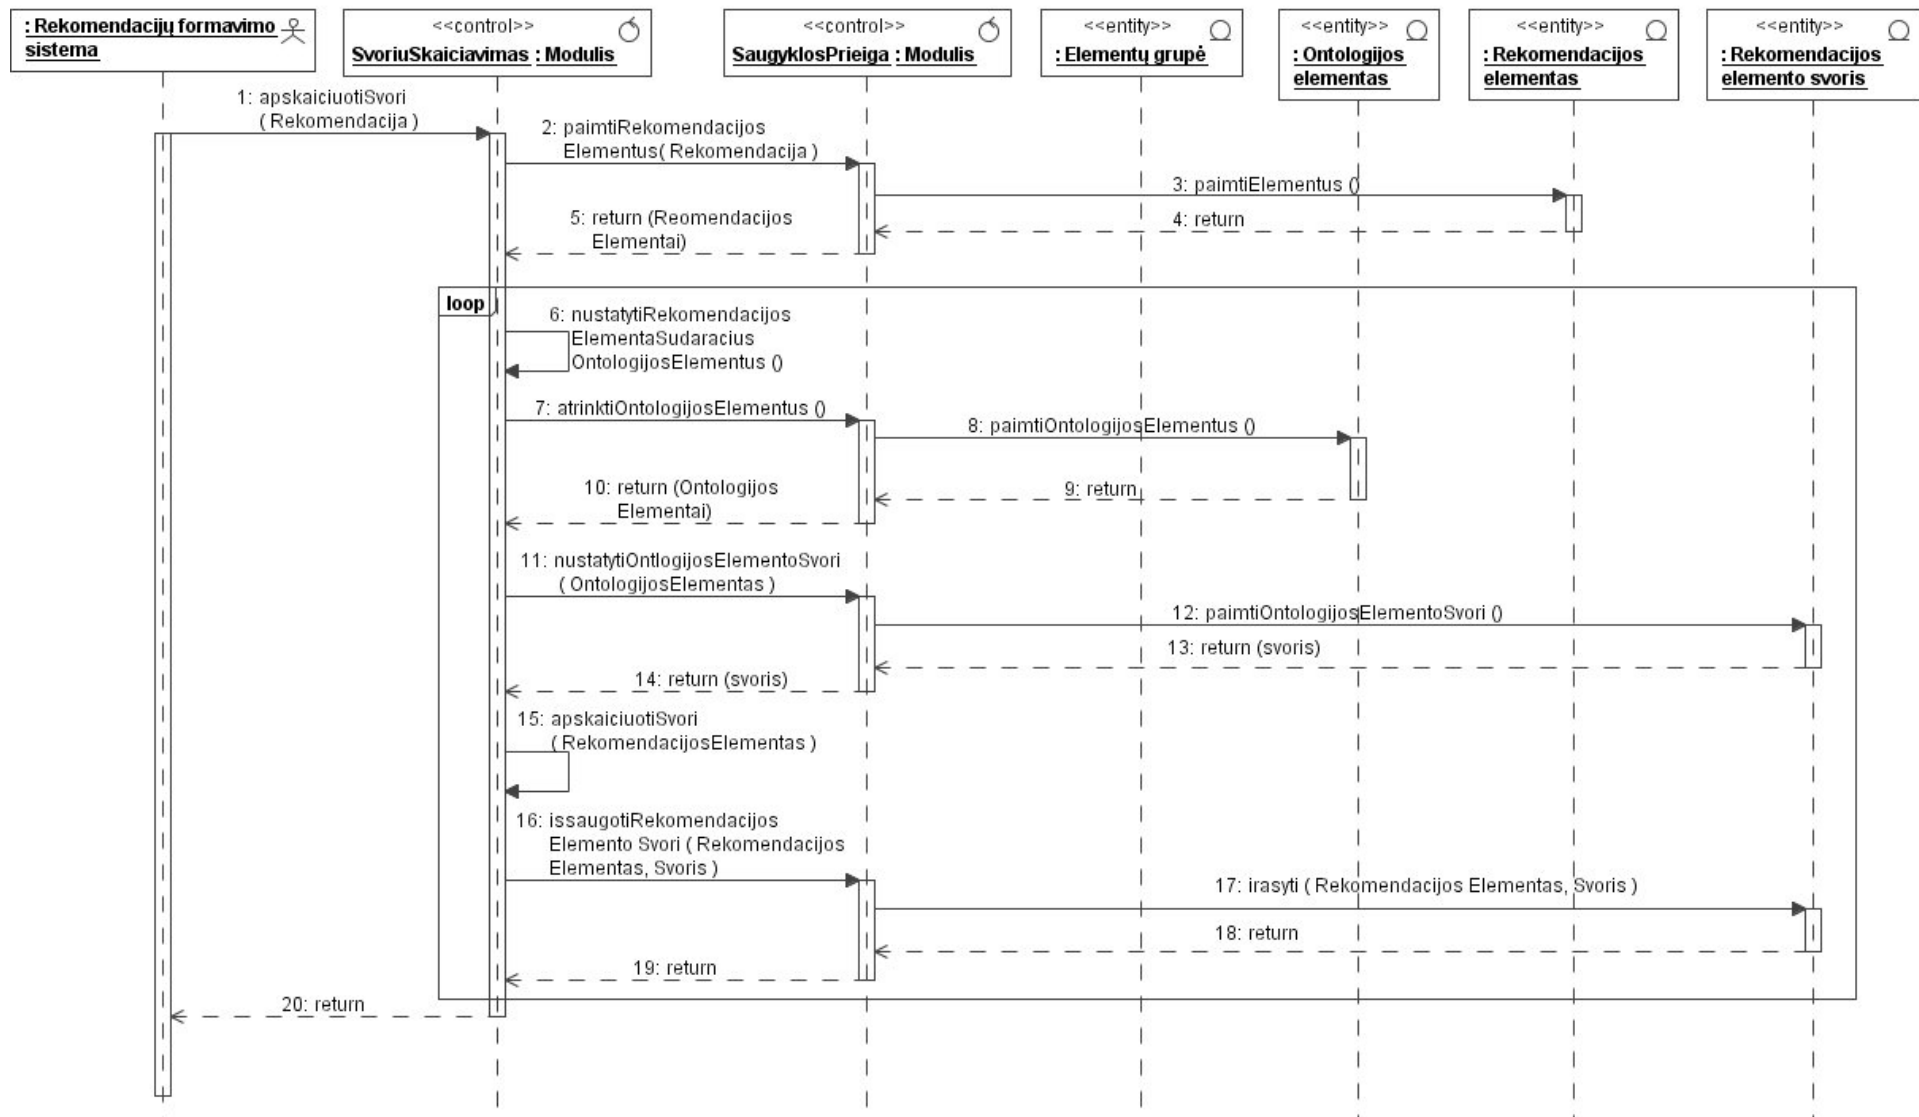 : Rekomendacijų formavimo
sistema
<<control>>
SvoriuSkaiciavimas : Modulis
<<control>>
SaugyklosPrieiga : Modulis
<<entity>>
: Elementų grupė
<<entity>>
: Ontologijos
elementas
<<entity>>
: Rekomendacijos
elementas
<<entity>>
: Rekomendacijos
elemento svoris
1: apskaiciuotiSvori
( Rekomendacija )
2: paimtiRekomendacijos
Elementus( Rekomendacija )
3: paimtiElementus ()
4: return
5: return (Reomendacijos
Elementai)
loop
6: nustatytiRekomendacijos
ElementaSudaracius
OntologijosElementus ()
7: atrinktiOntologijosElementus ()
8: paimtiOntologijosElementus ()
9: return
10: return (Ontologijos
Elementai)
11: nustatytiOntlogijosElementoSvori
( OntologijosElementas )
12: paimtiOntologijosElementoSvori ()
13: return (svoris)
14: return (svoris)
15: apskaiciuotiSvori
( RekomendacijosElementas )
16: issaugotiRekomendacijos
Elemento Svori ( Rekomendacijos
Elementas, Svoris )
17: irasyti ( Rekomendacijos Elementas, Svoris )
18: return
19: return
20: return